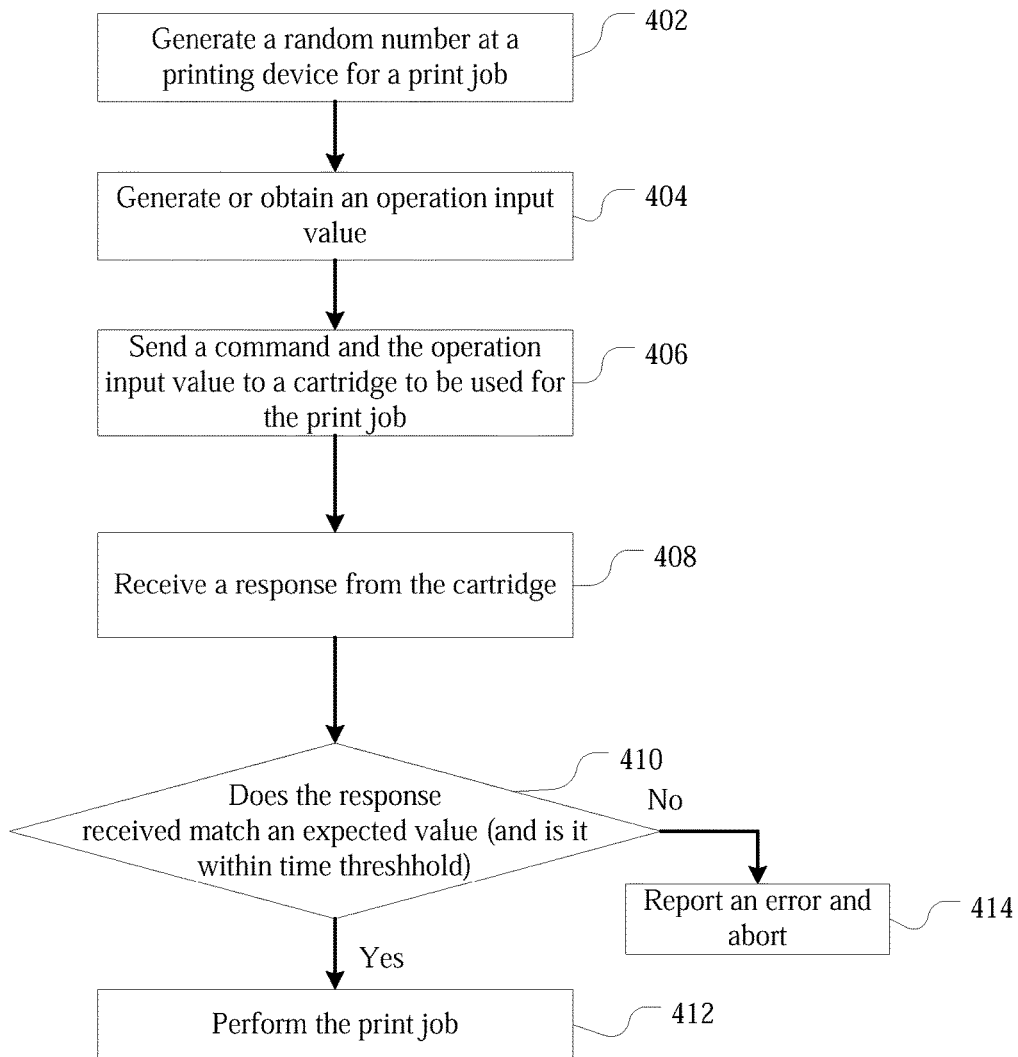 Generate a random number at a
printing device for a print job
402
Generate or obtain an operation input
value
404
Send a command and the operation
input value to a cartridge to be used for
the print job
406
Receive a response from the cartridge
408
Does the response
received match an expected value (and is it
within time threshhold)
410
No
Report an error and
abort
414
Yes
Perform the print job
412